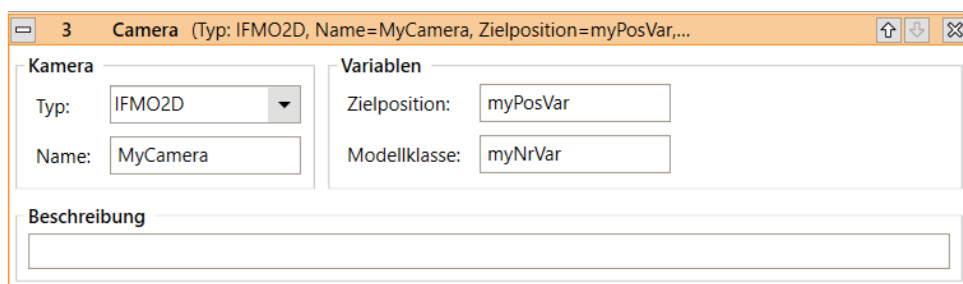 3 Camera (Typ: IFMO2D, Name=MyCamera, Zielposition=myPosVar,...
Kamera
Typ: IFMO2D
Name: MyCamera
Variablen
Zielposition: myPosVar
Modellklasse: myNrVar
Beschreibung